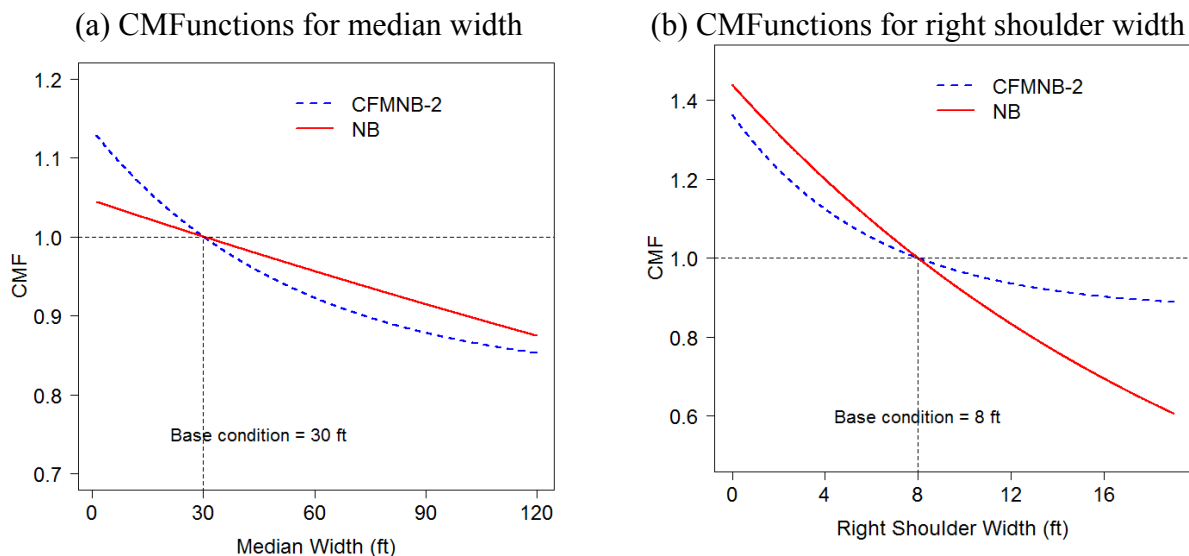 (a) CMFunctions for median width
1.2
1.1
1.0
0.9
0.8
0.7
CMF
CFMNB-2
NB
Base condition = 30 ft
0 30 60 90 120
Median Width (ft)
(b) CMFunctions for right shoulder width
1.4
1.2
1.0
0.8
0.6
CMF
CFMNB-2
NB
Base condition = 8 ft
0 4 8 12 16
Right Shoulder Width (ft)